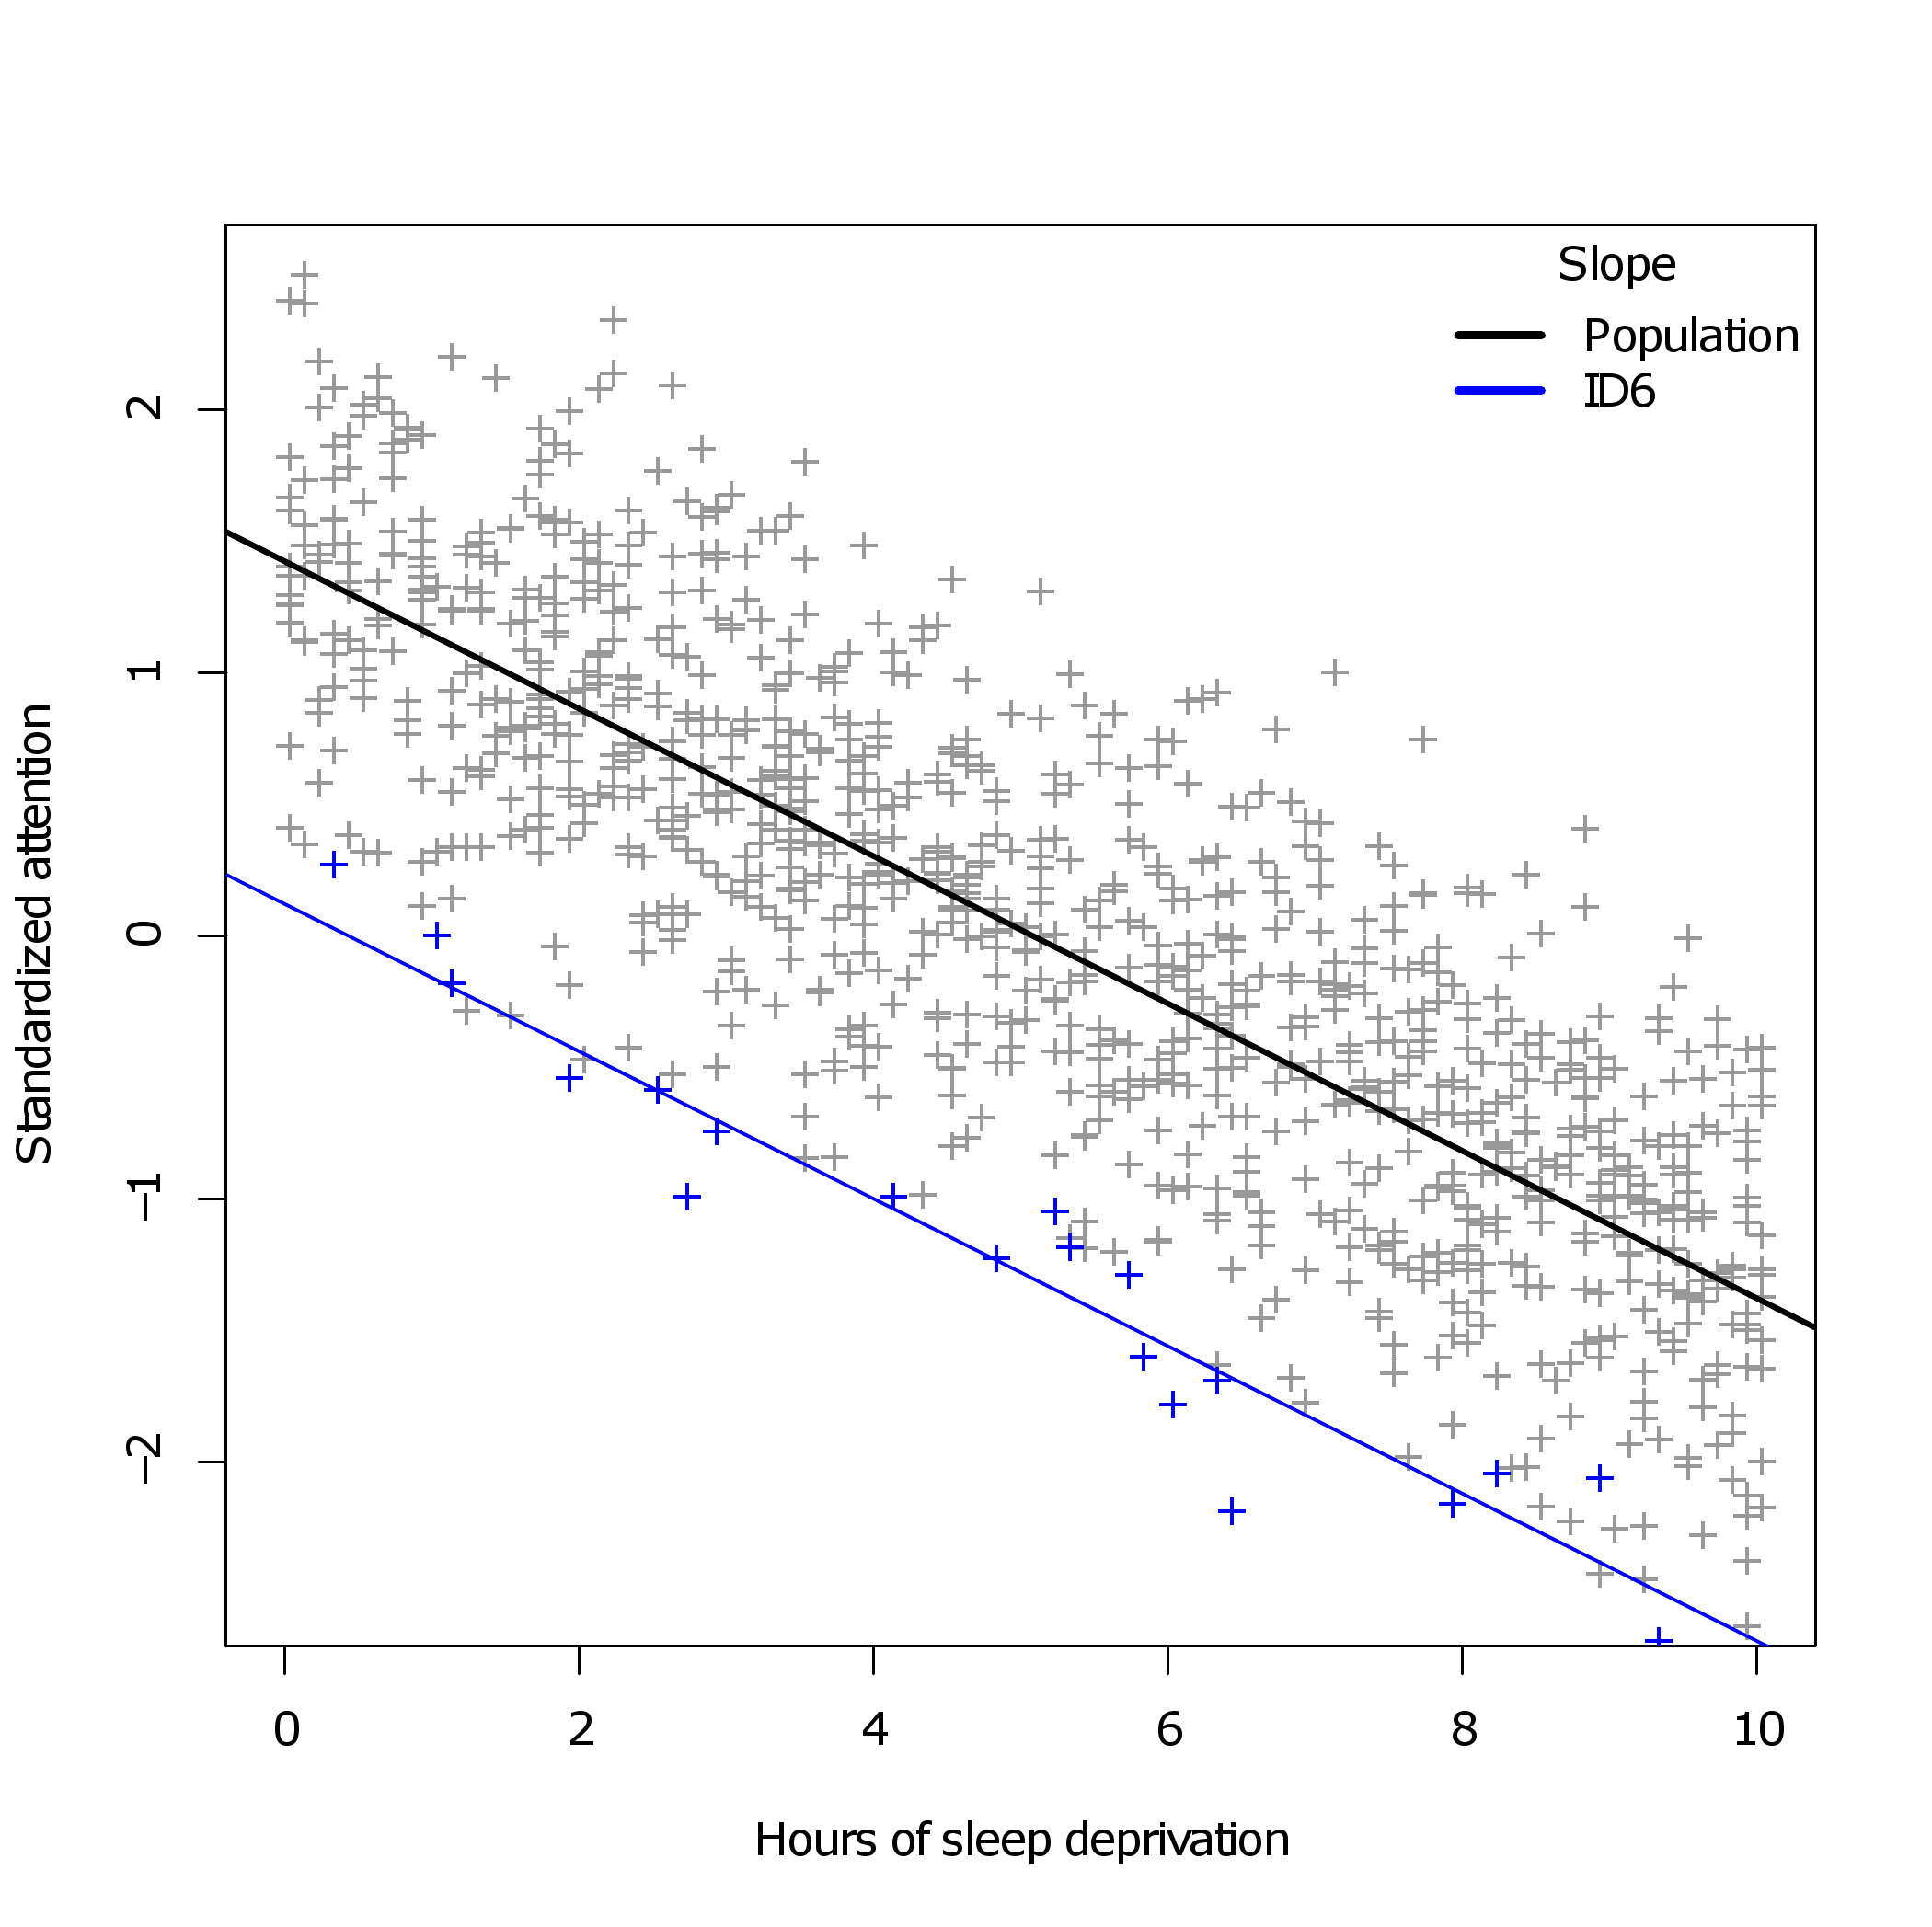 Slope
Population
ID6
2
1
0
−1
−2
Standardized attention
0 2 4 6 8 10
Hours of sleep deprivation